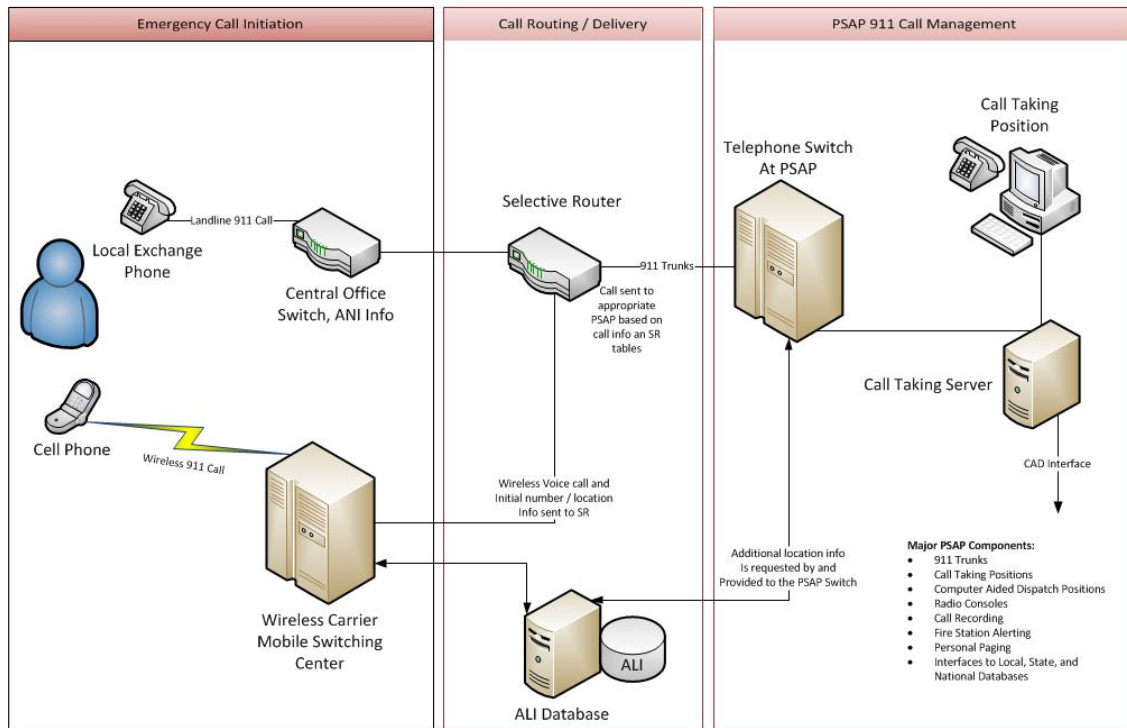 Emergency Call Initiation
Call Routing / Delivery
PSAP 911 Call Management
Local Exchange
Phone
Landline 911 Call
Central Office
Switch, ANI Info
Cell Phone
Wireless 911 Call
Wireless Carrier
Mobile Switching
Center
Selective Router
911 Trunks
Call sent to
appropriate
PSAP based on
call info an SR
tables
Wireless Voice call and
Initial number / location
Info sent to SR
ALI
ALI Database
Telephone Switch
At PSAP
Call Taking
Position
Call Taking Server
CAD Interface
Additional location info
Is requested by and
Provided to the PSAP Switch
Major PSAP Components:
• 911 Trunks
• Call Taking Positions
• Computer Aided Dispatch Positions
• Radio Consoles
• Call Recording
• Fire Station Alerting
• Personal Paging
• Interfaces to Local, State, and
National Databases